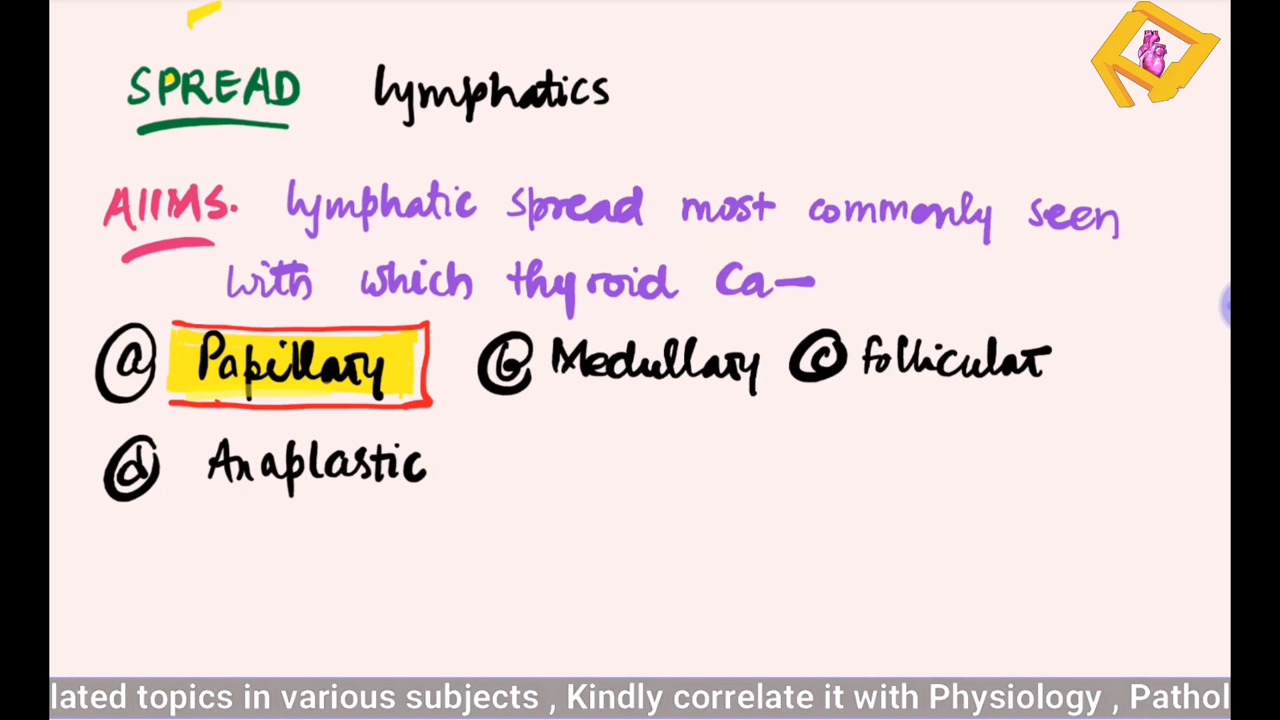 SPREAD lymphatics
AIIMS. lymphatic spread most commonly seen
with which thyroid Ca-
(a) Papillary (b) Medullary (c) follicular
(d) Anaplastic
lated topics in various subjects , Kindly correlate it with Physiology , Pathol